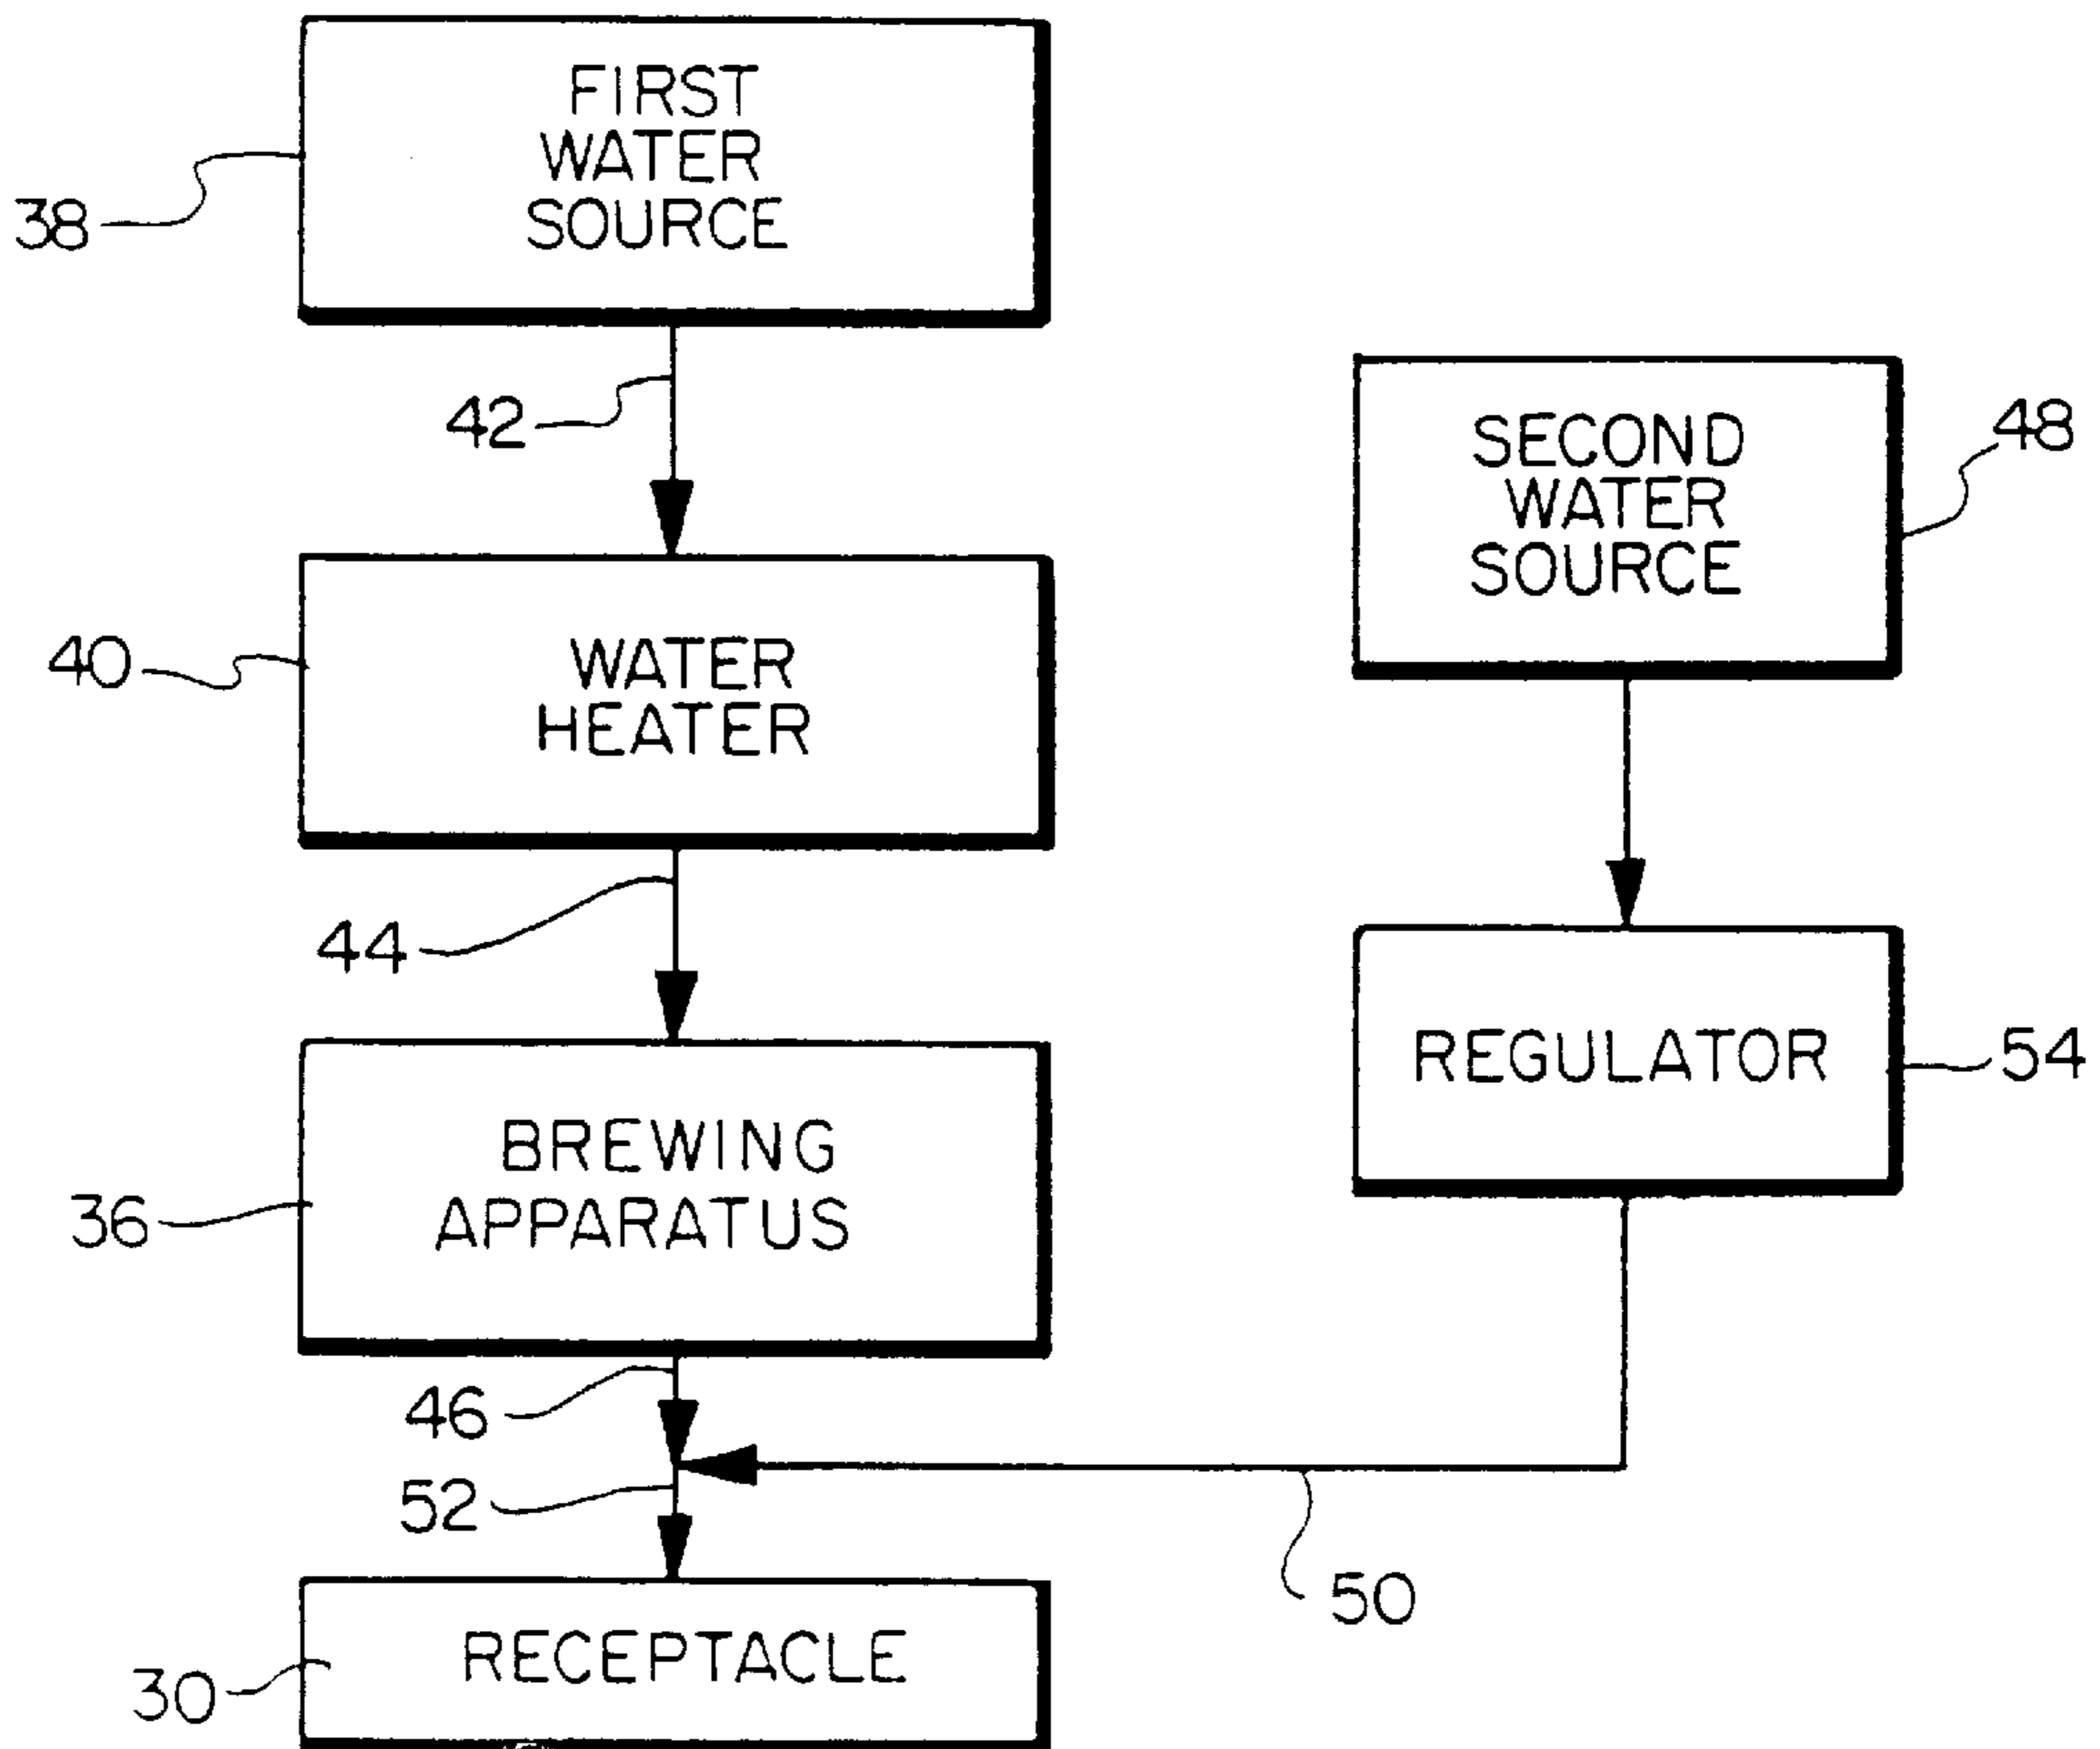 FIRST
WATER
SOURCE
38
42
SECOND
WATER
SOURCE
48
40
WATER
HEATER
44
REGULATOR
54
BREWING
APPARATUS
36
46
52
50
RECEPTACLE
30